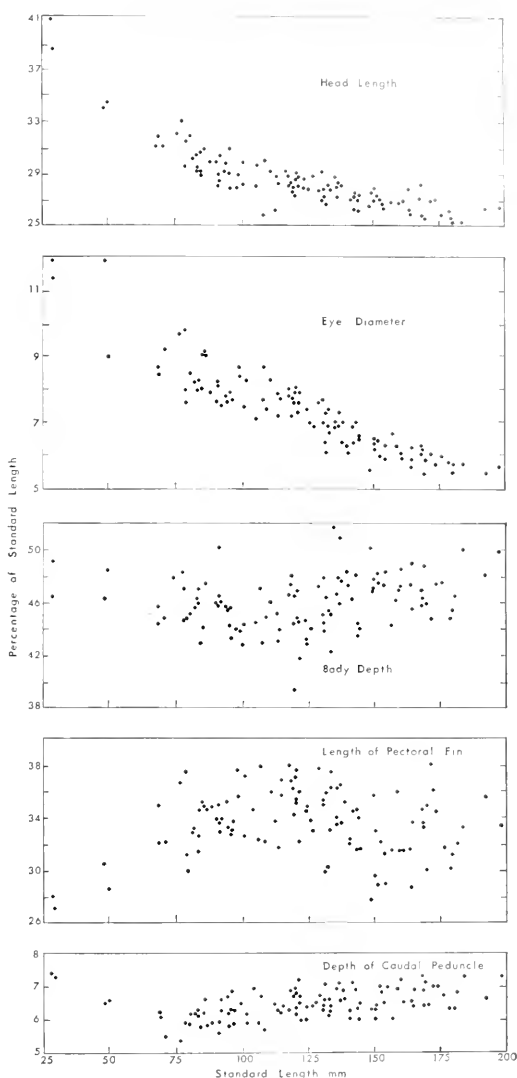 41
37
Head Length
33
29
25
11
Eye Diameter
9
7
5
Percentage of Standard Length
50
46
42
Body Depth
38
38
Length of Pectoral Fin
34
30
26
8
Depth of Caudal Peduncle
7
6
5
25 50 75 100 125 150 175 200
Standard Length mm